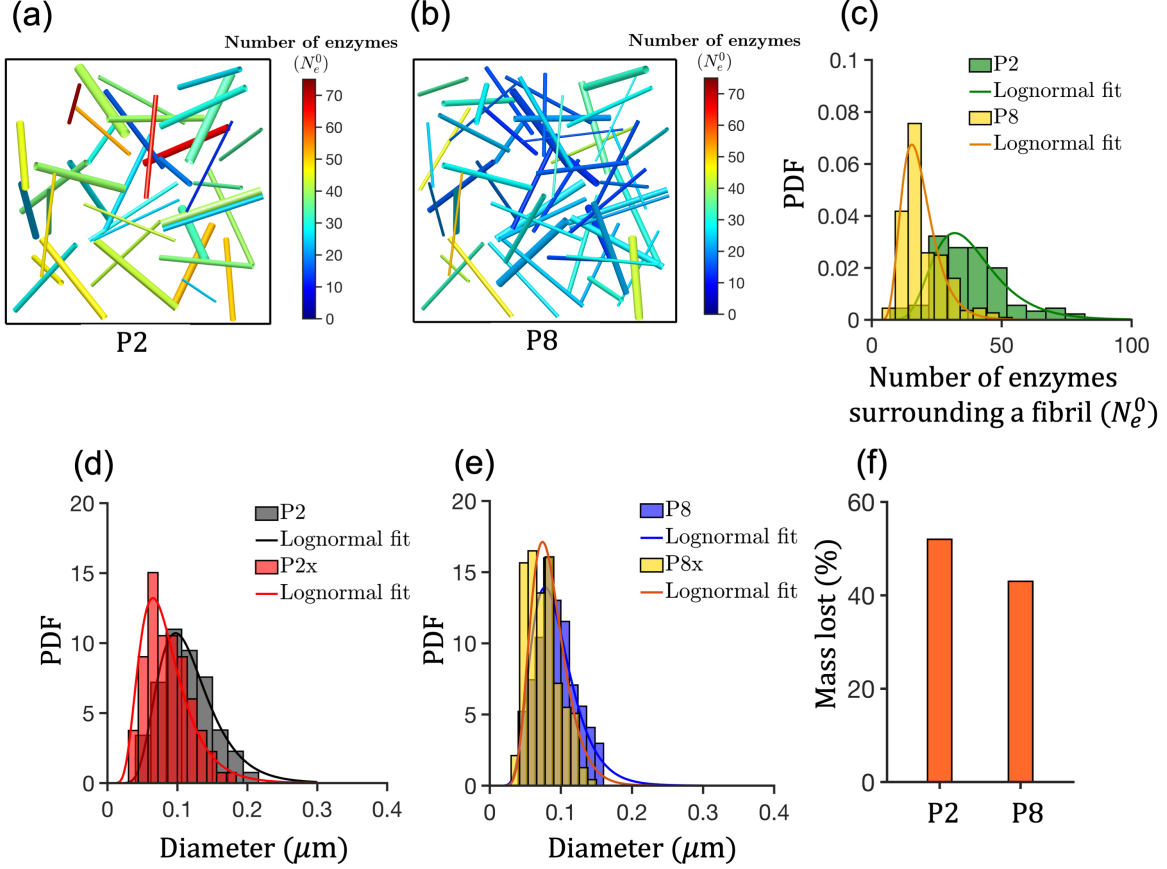 (a)
Number of enzymes
(N_e^0)
70
60
50
40
30
20
10
0
P2
(b)
Number of enzymes
(N_e^0)
70
60
50
40
30
20
10
0
P8
(c)
0.1
0.08
0.06
0.04
0.02
0
PDF
P2
Lognormal fit
P8
Lognormal fit
0
50
100
Number of enzymes
surrounding a fibril (N_e^0)
(d)
20
15
10
5
0
PDF
P2
Lognormal fit
P2x
Lognormal fit
0
0.1
0.2
0.3
0.4
Diameter (μm)
(e)
20
15
10
5
0
PDF
P8
Lognormal fit
P8x
Lognormal fit
0
0.1
0.2
0.3
0.4
Diameter (μm)
(f)
60
40
20
0
Mass lost (%)
P2
P8